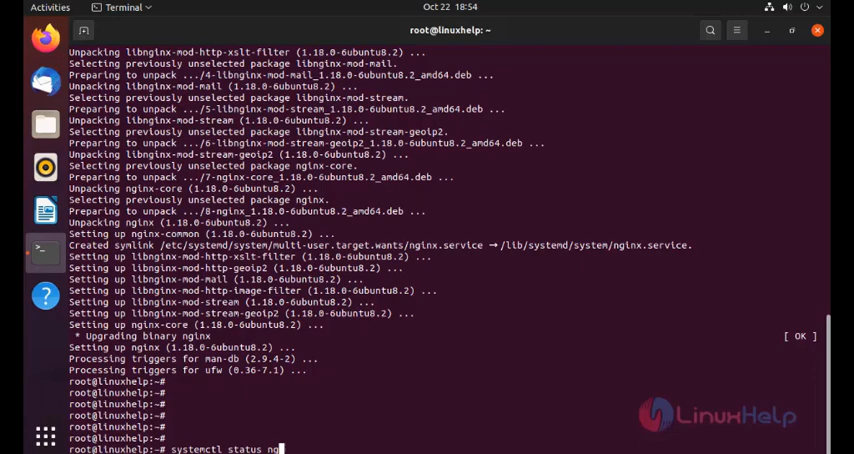 Activities
Terminal
Oct 22 18:54
root@linuxhelp: ~
Unpacking libnginx-mod-http-xslt-filter (1.18.0-6ubuntu8.2) ...
Selecting previously unselected package libnginx-mod-mail.
Preparing to unpack .../4-libnginx-mod-mail_1.18.0-6ubuntu8.2_amd64.deb ...
Unpacking libnginx-mod-mail (1.18.0-6ubuntu8.2) ...
Selecting previously unselected package libnginx-mod-stream.
Preparing to unpack .../5-libnginx-mod-stream_1.18.0-6ubuntu8.2_amd64.deb ...
Unpacking libnginx-mod-stream (1.18.0-6ubuntu8.2) ...
Selecting previously unselected package libnginx-mod-stream-geoip2.
Preparing to unpack .../6-libnginx-mod-stream-geoip2_1.18.0-6ubuntu8.2_amd64.deb ...
Unpacking libnginx-mod-stream-geoip2 (1.18.0-6ubuntu8.2) ...
Selecting previously unselected package nginx-core.
Preparing to unpack .../7-nginx-core_1.18.0-6ubuntu8.2_amd64.deb ...
Unpacking nginx-core (1.18.0-6ubuntu8.2) ...
Selecting previously unselected package nginx.
Preparing to unpack .../8-nginx_1.18.0-6ubuntu8.2_amd64.deb ...
Unpacking nginx (1.18.0-6ubuntu8.2) ...
Setting up nginx-common (1.18.0-6ubuntu8.2) ...
Created symlink /etc/systemd/system/multi-user.target.wants/nginx.service → /lib/systemd/system/nginx.service.
Setting up libnginx-mod-http-xslt-filter (1.18.0-6ubuntu8.2) ...
Setting up libnginx-mod-http-geoip2 (1.18.0-6ubuntu8.2) ...
Setting up libnginx-mod-mail (1.18.0-6ubuntu8.2) ...
Setting up libnginx-mod-http-image-filter (1.18.0-6ubuntu8.2) ...
Setting up libnginx-mod-stream (1.18.0-6ubuntu8.2) ...
Setting up libnginx-mod-stream-geoip2 (1.18.0-6ubuntu8.2) ...
Setting up nginx-core (1.18.0-6ubuntu8.2) ...
* Upgrading binary nginx [ OK ]
Setting up nginx (1.18.0-6ubuntu8.2) ...
Processing triggers for man-db (2.9.4-2) ...
Processing triggers for ufw (0.36-7.1) ...
root@linuxhelp:~#
root@linuxhelp:~#
root@linuxhelp:~#
root@linuxhelp:~#
root@linuxhelp:~#
root@linuxhelp:~#
root@linuxhelp:~# systemctl status ng
LinuxHelp